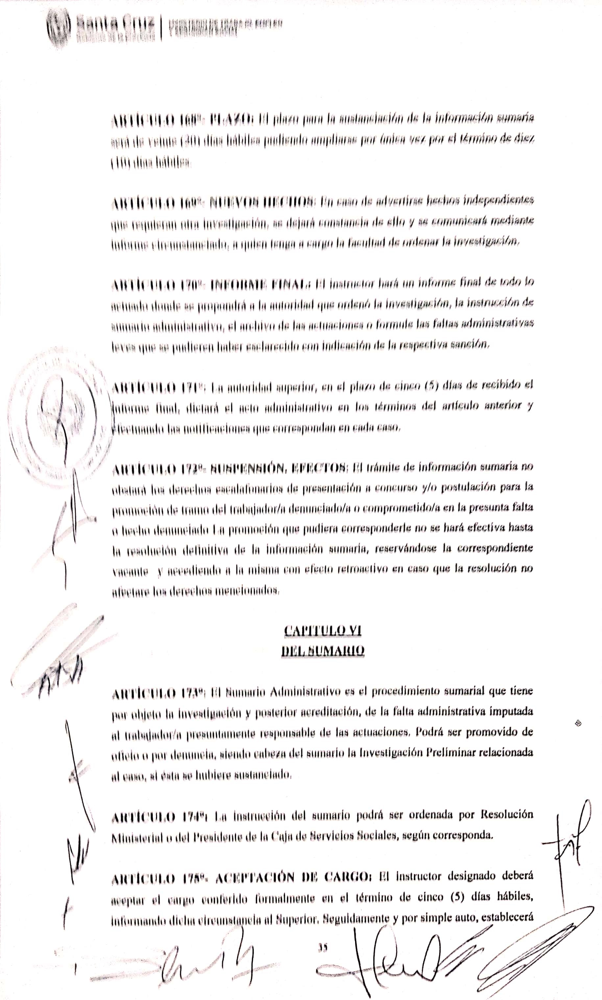 Santa Cruz
ARTÍCULO 168º- PLAZO: El plazo para la sustanciación de la información sumaria
será de veinte (20) días hábiles pudiendo ampliarse por única vez por el término de diez
(10) días hábiles.
ARTÍCULO 169º- NUEVOS HECHOS: En caso de advertirse hechos independientes
que requieran otra investigación, se dejará constancia de ello y se comunicará mediante
informe circunstanciado, a quien tenga a cargo la facultad de ordenar la investigación.
ARTÍCULO 170º- INFORME FINAL: El instructor hará un informe final de todo lo
actuado donde se propondrá a la autoridad que ordenó la investigación, la instrucción de
sumario administrativo, el archivo de las actuaciones o formule las faltas administrativas
leves que se pudieren haber esclarecido con indicación de la respectiva sanción.
ARTÍCULO 171º: La autoridad superior, en el plazo de cinco (5) días de recibido el
informe final, dictará el acto administrativo en los términos del artículo anterior y
efectuando las notificaciones que correspondan en cada caso.
ARTÍCULO 172º- SUSPENSIÓN. EFECTOS: El trámite de información sumaria no
obstará los derechos escalafonarios de presentación a concurso y/o postulación para la
promoción de tramo del trabajador/a denunciado/a o comprometido/a en la presunta falta
o hecho denunciado La promoción que pudiera corresponderle no se hará efectiva hasta
la resolución definitiva de la información sumaria, reservándose la correspondiente
vacante y accediendo a la misma con efecto retroactivo en caso que la resolución no
afectare los derechos mencionados.
CAPITULO VI
DEL SUMARIO
ARTÍCULO 173º: El Sumario Administrativo es el procedimiento sumarial que tiene
por objeto la investigación y posterior acreditación, de la falta administrativa imputada
al trabajador/a presuntamente responsable de las actuaciones. Podrá ser promovido de
oficio o por denuncia, siendo cabeza del sumario la Investigación Preliminar relacionada
al caso, si ésta se hubiere sustanciado.
ARTÍCULO 174º: La instrucción del sumario podrá ser ordenada por Resolución
Ministerial o del Presidente de la Caja de Servicios Sociales, según corresponda.
ARTÍCULO 175º- ACEPTACIÓN DE CARGO: El instructor designado deberá
aceptar el cargo conferido formalmente en el término de cinco (5) días hábiles,
informando dicha circunstancia al Superior. Seguidamente y por simple auto, establecerá
35